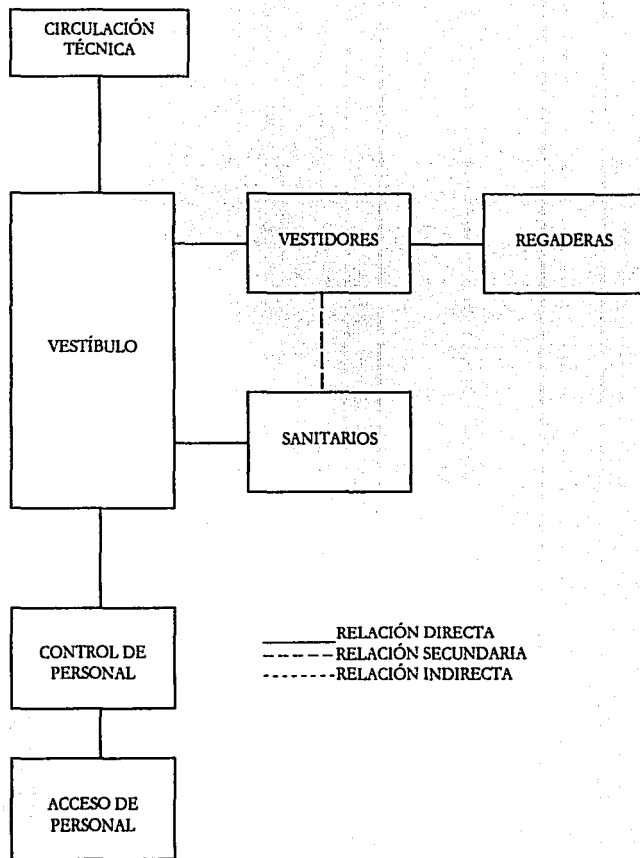 CIRCULACIÓN
TÉCNICA
VESTIDORES
REGADERAS
VESTÍBULO
SANITARIOS
CONTROL DE
PERSONAL
RELACIÓN DIRECTA
RELACIÓN SECUNDARIA
RELACIÓN INDIRECTA
ACCESO DE
PERSONAL